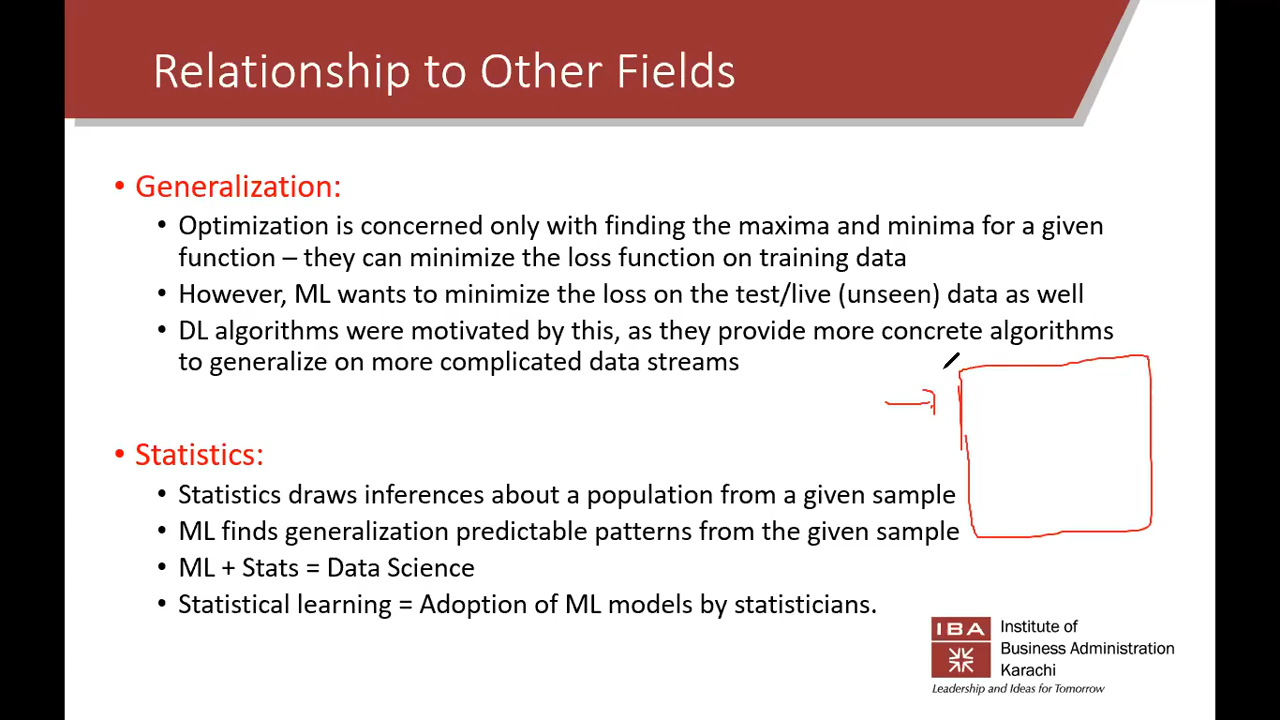 Relationship to Other Fields
• Generalization:
• Optimization is concerned only with finding the maxima and minima for a given
function – they can minimize the loss function on training data
• However, ML wants to minimize the loss on the test/live (unseen) data as well
• DL algorithms were motivated by this, as they provide more concrete algorithms
to generalize on more complicated data streams
• Statistics:
• Statistics draws inferences about a population from a given sample
• ML finds generalization predictable patterns from the given sample
• ML + Stats = Data Science
• Statistical learning = Adoption of ML models by statisticians.
IBA
Institute of
Business Administration
Karachi
Leadership and Ideas for Tomorrow